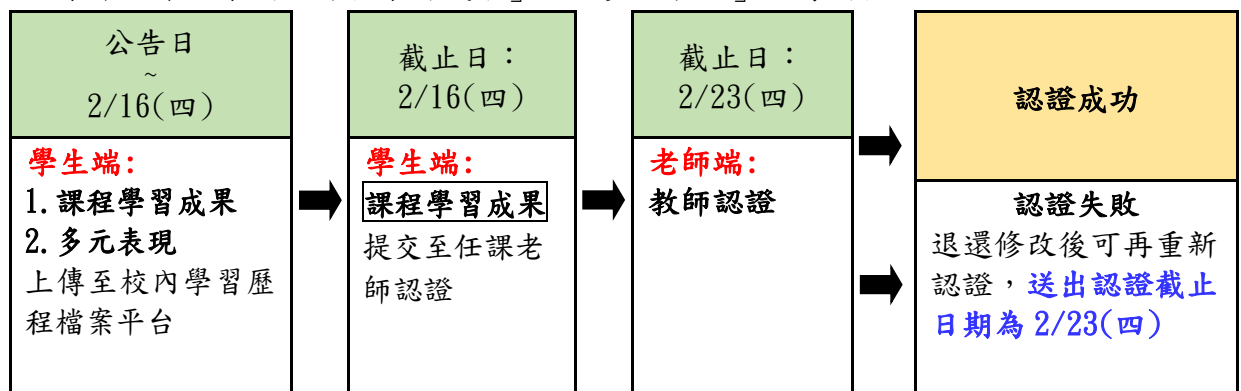 公告日
~
2/16(四)
學生端:
1.課程學習成果
2.多元表現
上傳至校內學習歷
程檔案平台
截止日：
2/16(四)
學生端:
課程學習成果
提交至任課老
師認證
截止日：
2/23(四)
老師端:
教師認證
認證成功
認證失敗
退還修改後可再重新
認證，送出認證截止
日期為 2/23(四)